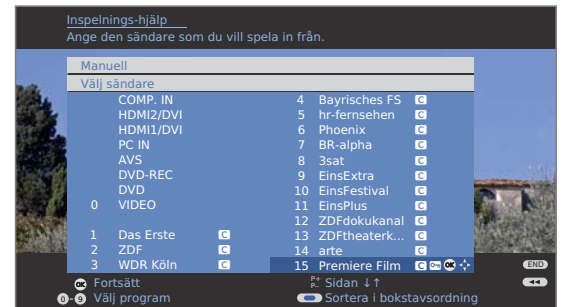 Inspelnings-hjälp
Ange den sändare som du vill spela in från.
Manuell
Välj sändare
COMP. IN
HDMI2/DVI
HDMI1/DVI
PC IN
AVS
DVD-REC
DVD
0 VIDEO
1 Das Erste C
2 ZDF C
3 WDR Köln C
4 Bayrisches FS C
5 hr-fernsehen C
6 Phoenix C
7 BR-alpha C
8 3sat C
9 EinsExtra C
10 EinsFestival C
11 EinsPlus C
12 ZDFdokukanal C
13 ZDFtheaterk... C
14 arte C
15 Premiere Film C OK
OK Fortsätt
0-9 Välj program
P+ P- Sidan ↓↑
Sortera i bokstavsordning
END